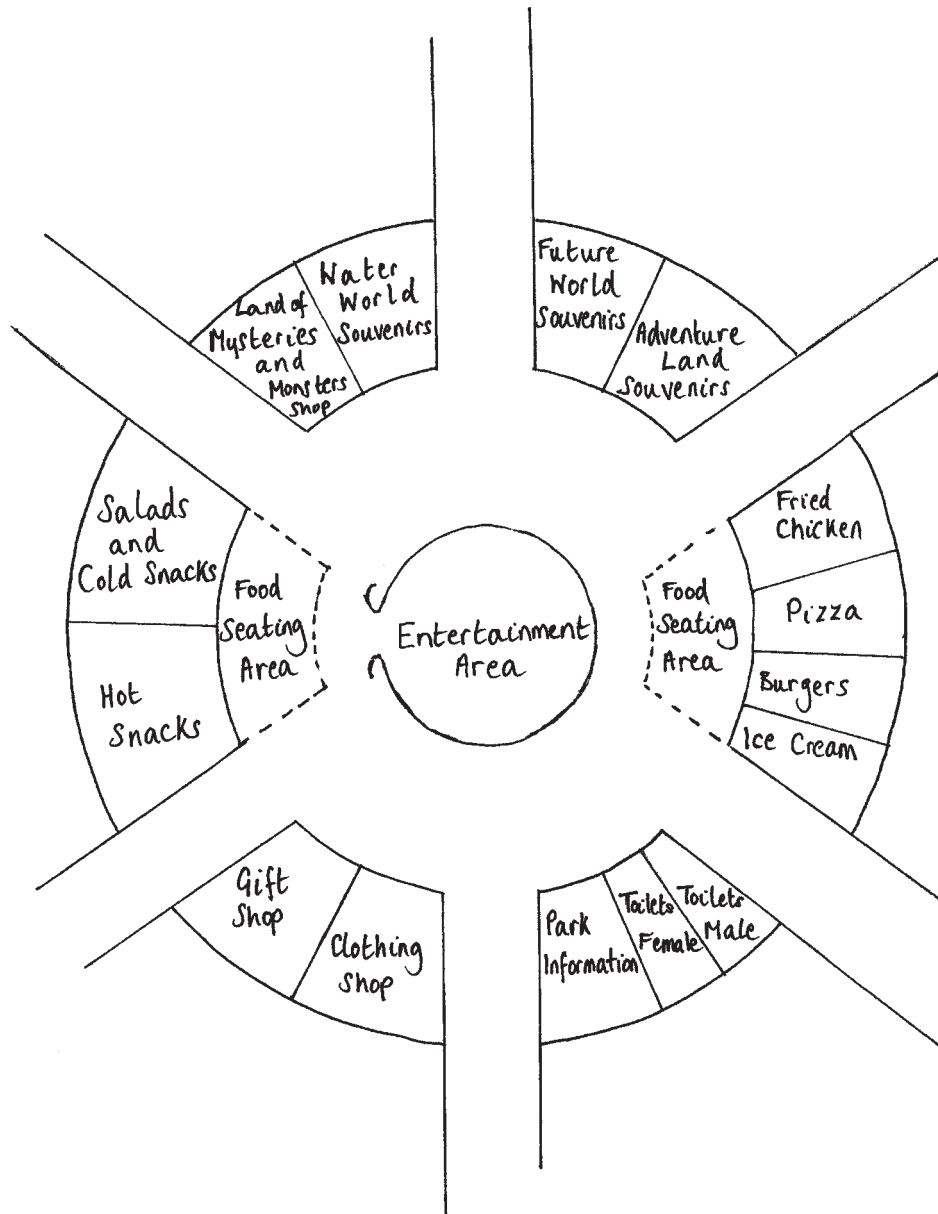 Water
World
Souvenirs
Land of
Mysteries
and
Monsters
Shop
Future
World
Souvenirs
Adventure
Land
Souvenirs
Salads
and
Cold Snacks
Hot
Snacks
Food
Seating
Area
Entertainment
Area
Food
Seating
Area
Fried
Chicken
Pizza
Burgers
Ice Cream
Gift
Shop
Clothing
Shop
Park
Information
Toilets
Female
Toilets
Male